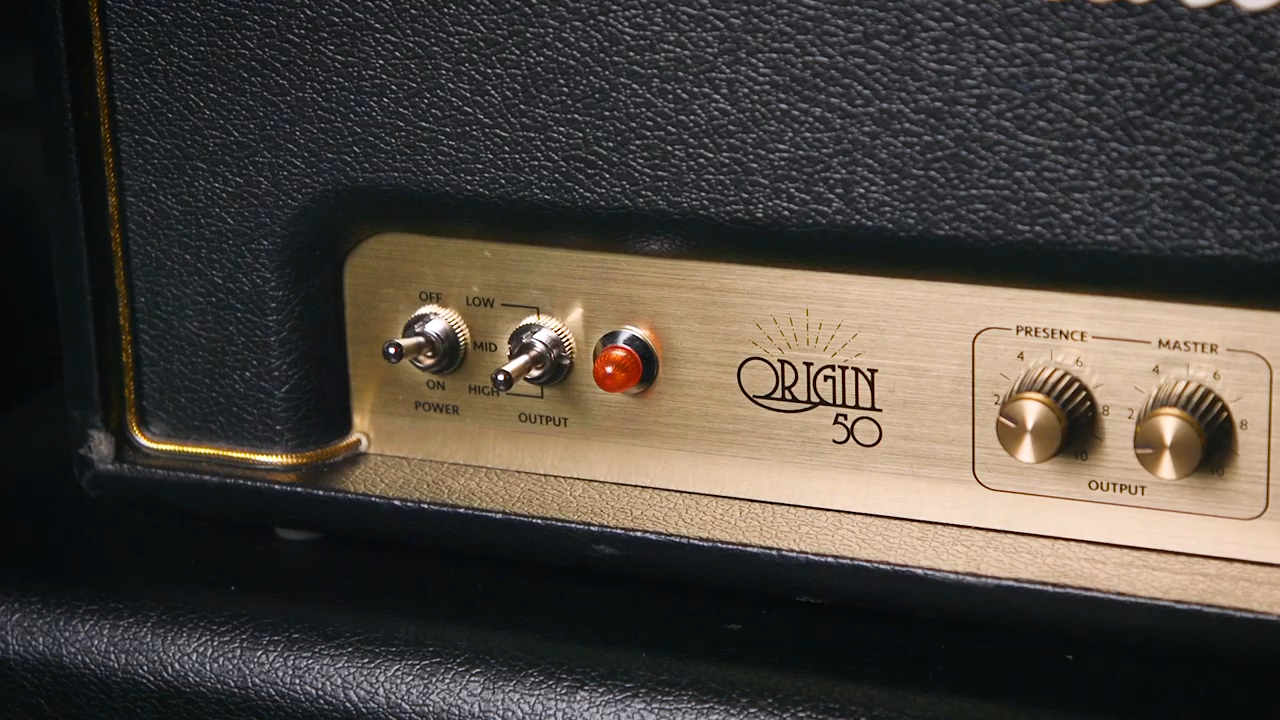 OFF
ON
POWER
LOW
MID
HIGH
OUTPUT
ORIGIN
50
PRESENCE
2 4 6 8 10
MASTER
2 4 6 8 10
OUTPUT